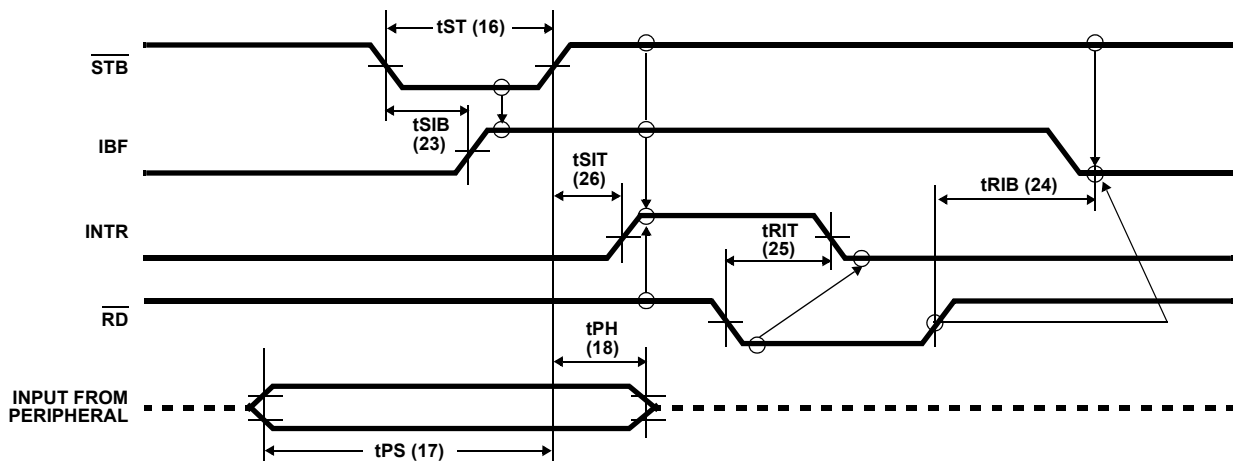 tST (16)
STB
tSIB
(23)
IBF
tSIT
(26)
tRIB (24)
INTR
tRIT
(25)
RD
tPH
(18)
INPUT FROM
PERIPHERAL
tPS (17)